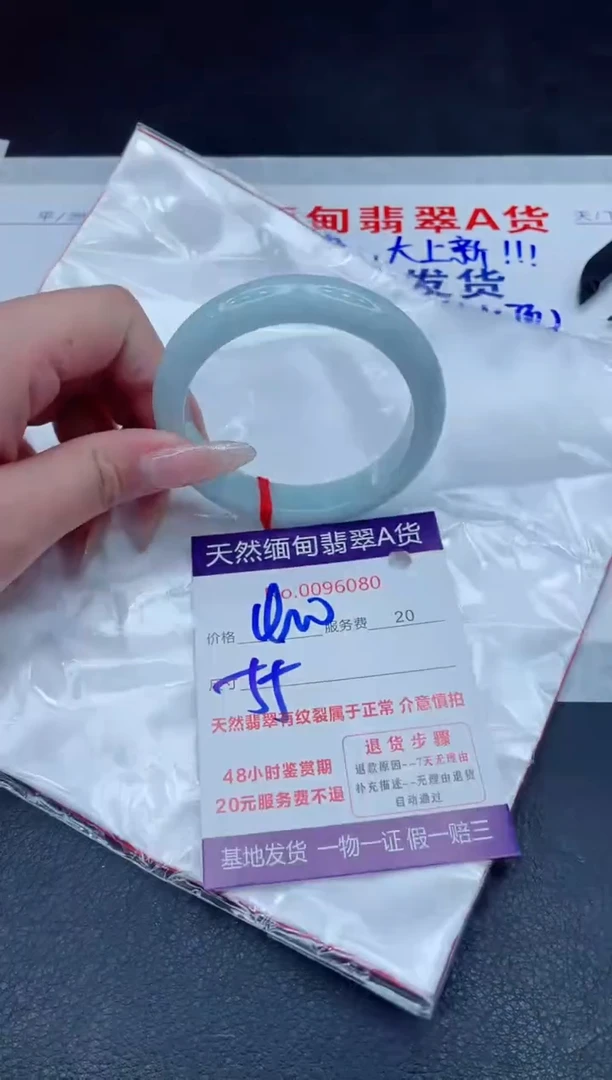 甸翡翠A货
大上新!!!
发货
天然缅甸翡翠A货
No.0096080
价格 服务费 20
尺寸 55
天然翡翠有纹裂属于正常 介意慎拍
48小时鉴赏期
20元服务费不退
退货步骤
退款原因--7天无理由
补充描述--无理由退货
自动通过
基地发货 一物一证 假一赔三